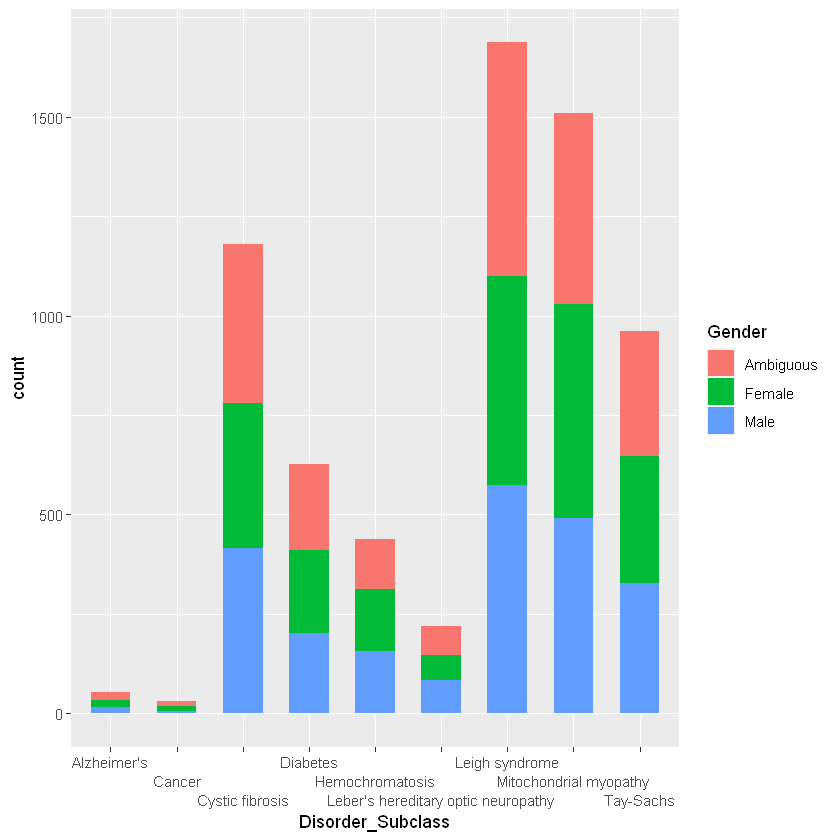 1500
1000
500
0
count
Alzheimer's
Cancer
Cystic fibrosis
Diabetes
Hemochromatosis
Leber's hereditary optic neuropathy
Leigh syndrome
Mitochondrial myopathy
Tay-Sachs
Disorder_Subclass
Gender
Ambiguous
Female
Male